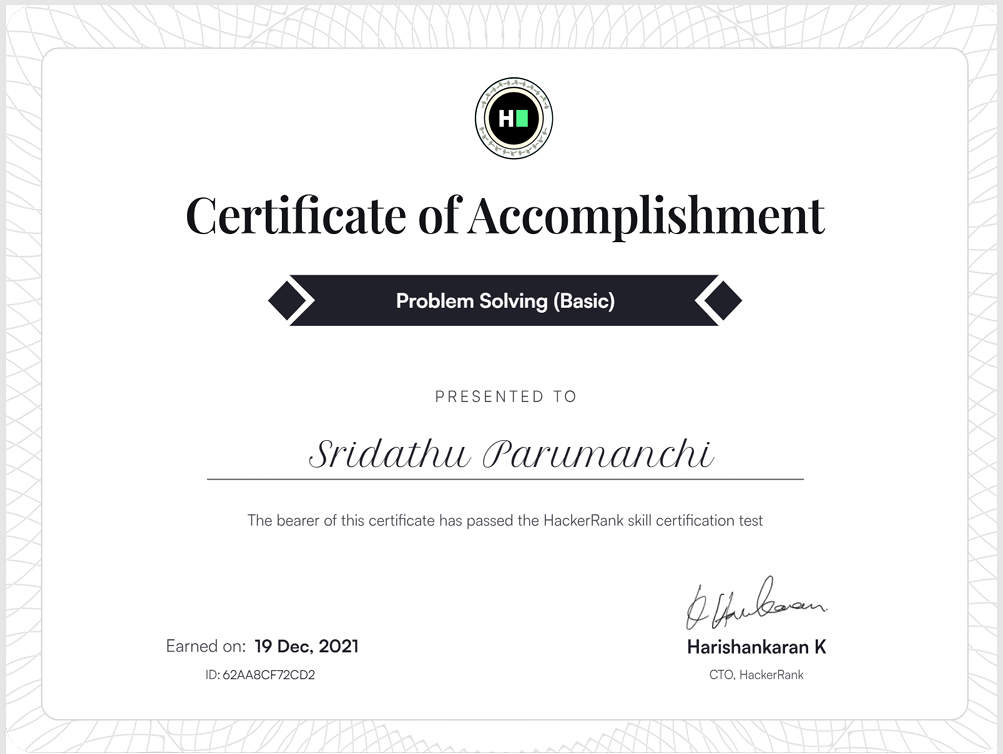 H
Certificate of Accomplishment
Problem Solving (Basic)
PRESENTED TO
Sridathu Parumanchi
The bearer of this certificate has passed the HackerRank skill certification test
Earned on: 19 Dec, 2021
ID: 62AA8CF72CD2
Harishankaran K
CTO, HackerRank